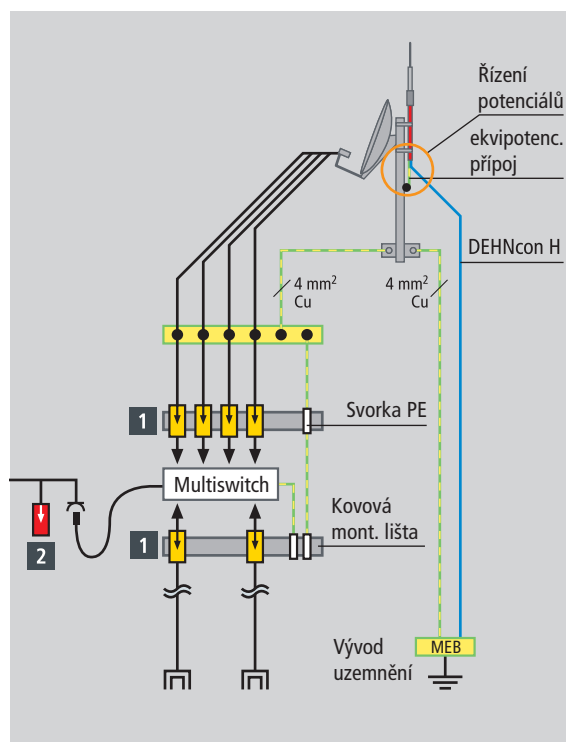 Řízení
potenciálů
ekvipotenc.
přípoj
DEHNcon H
4 mm²
Cu
4 mm²
Cu
1
Svorka PE
Multiswitch
2
1
Kovová
mont. lišta
Vývod
uzemnění
MEB